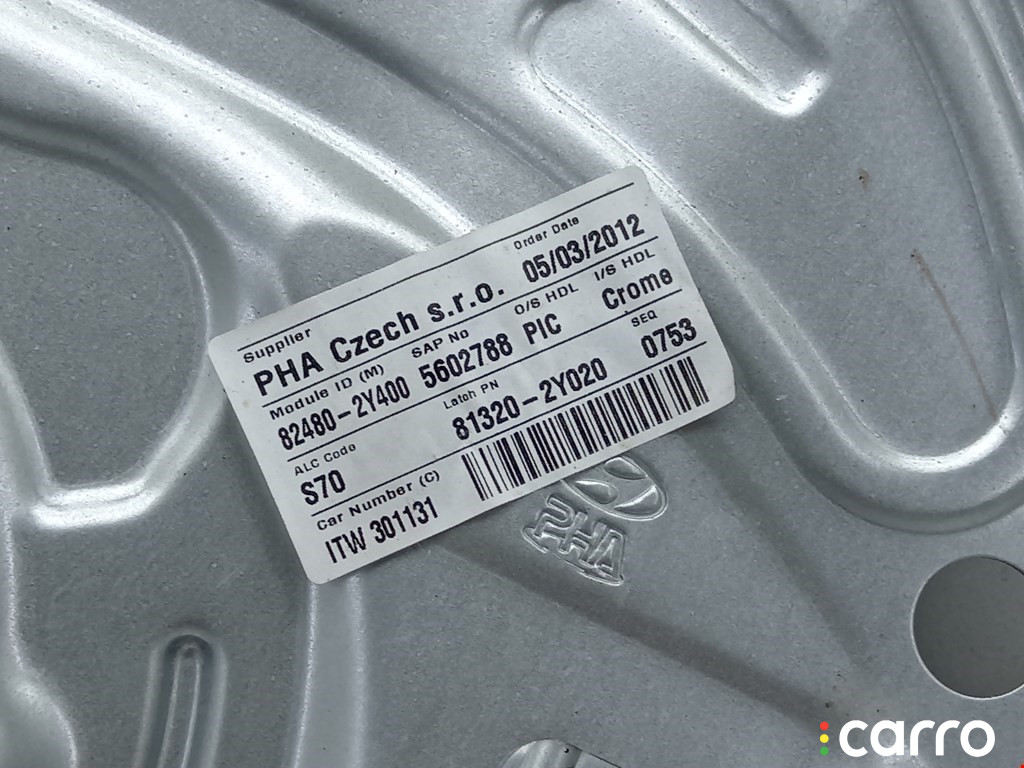 Supplier Order Date
PHA Czech s.r.o. 05/03/2012
Module ID (M) SAP No O/S HDL I/S HDL
82480-2Y400 5602788 PIC Crome
ALC Code Latch PN SEQ
S70 81320-2Y020 0753
Car Number (C)
ITW 301131
PHA
carro